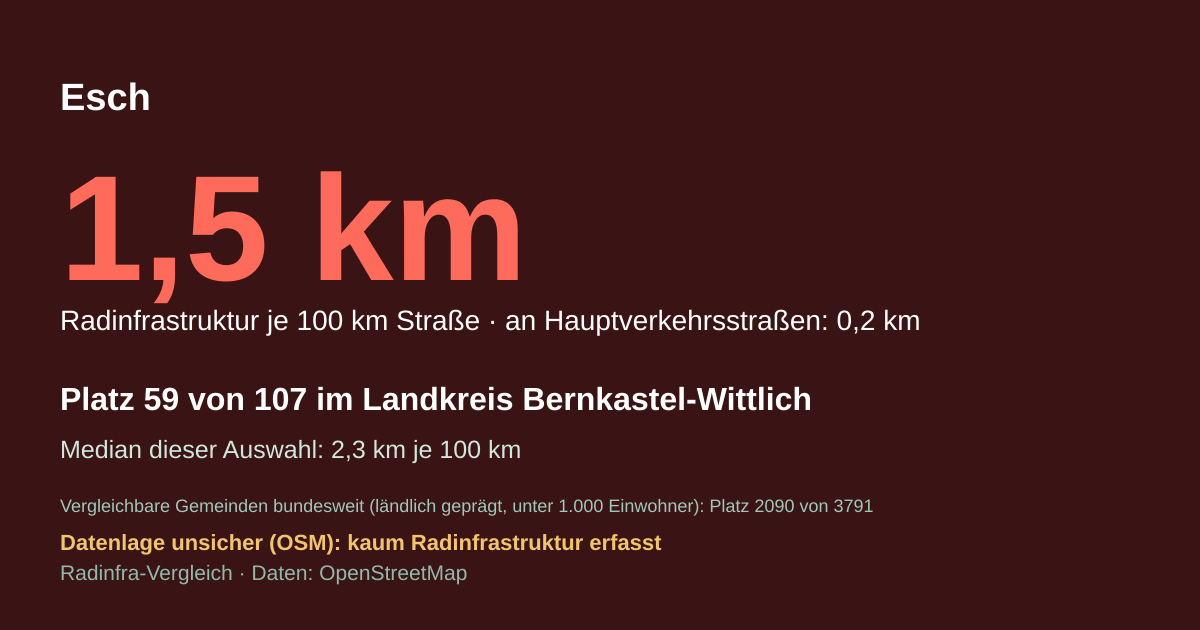 Esch
1,5 km
Radinfrastruktur je 100 km Straße · an Hauptverkehrsstraßen: 0,2 km
Platz 59 von 107 im Landkreis Bernkastel-Wittlich
Median dieser Auswahl: 2,3 km je 100 km
Vergleichbare Gemeinden bundesweit (ländlich geprägt, unter 1.000 Einwohner): Platz 2090 von 3791
Datenlage unsicher (OSM): kaum Radinfrastruktur erfasst
Radinfra-Vergleich · Daten: OpenStreetMap